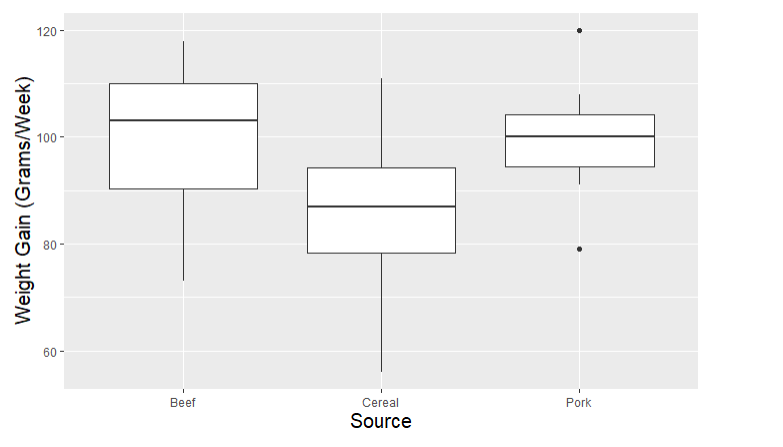 Weight Gain (Grams/Week)
120
100
80
60
Beef
Cereal
Pork
Source